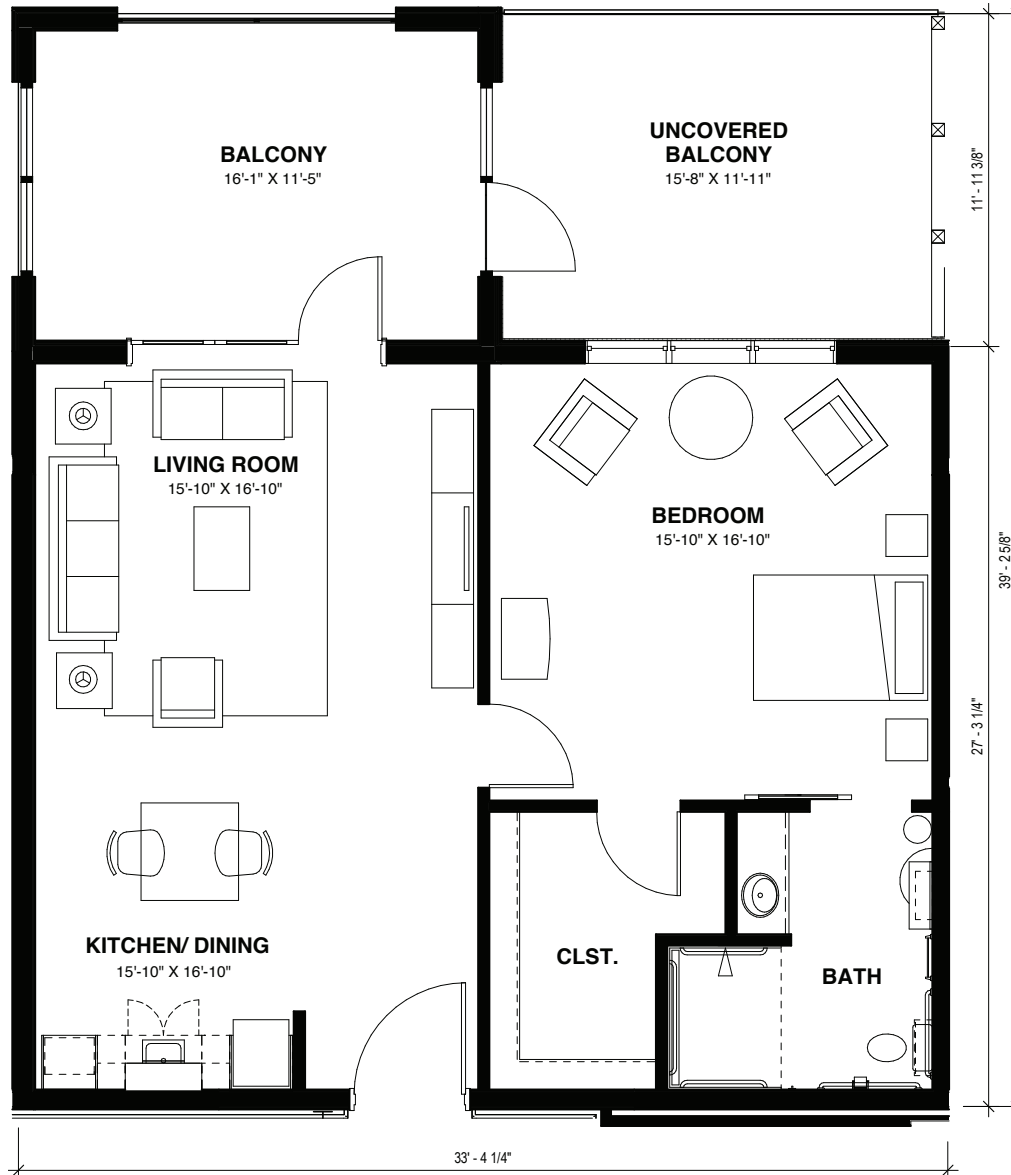 BALCONY
16'-1" X 11'-5"
UNCOVERED
BALCONY
15'-8" X 11'-11"
11' - 11 3/8"
LIVING ROOM
15'-10" X 16'-10"
BEDROOM
15'-10" X 16'-10"
39' - 2 5/8"
27' - 3 1/4"
KITCHEN/ DINING
15'-10" X 16'-10"
CLST.
BATH
33' - 4 1/4"